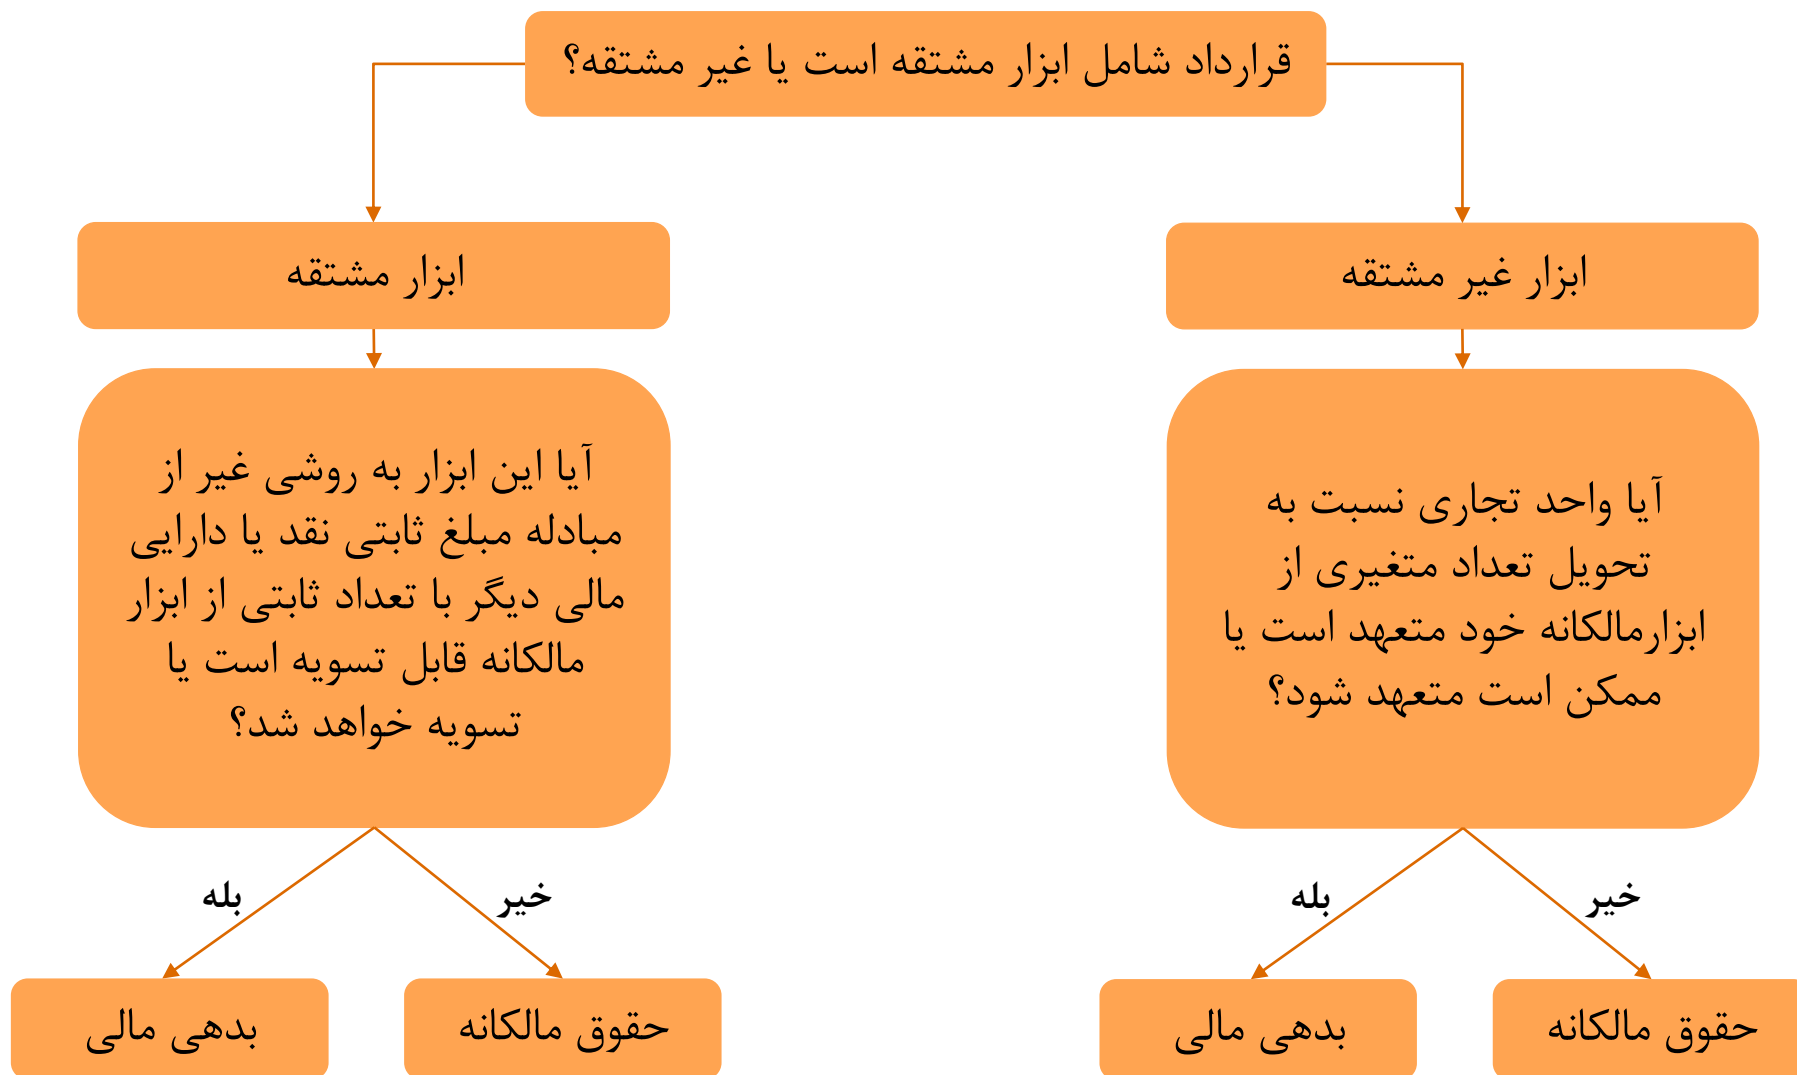 قرارداد شامل ابزار مشتقه است یا غیر مشتقه؟
ابزار غیر مشتقه
ابزار مشتقه
آیا واحد تجاری نسبت به
تحویل تعداد متغیری از
ابزارمالکانه خود متعهد است یا
ممکن است متعهد شود؟
آیا این ابزار به روشی غیر از
مبادله مبلغ ثابتی نقد یا دارایی
مالی دیگر با تعداد ثابتی از ابزار
مالکانه قابل تسویه است یا
تسویه خواهد شد؟
خیر
بله
خیر
بله
حقوق مالکانه
بدهی مالی
حقوق مالکانه
بدهی مالی